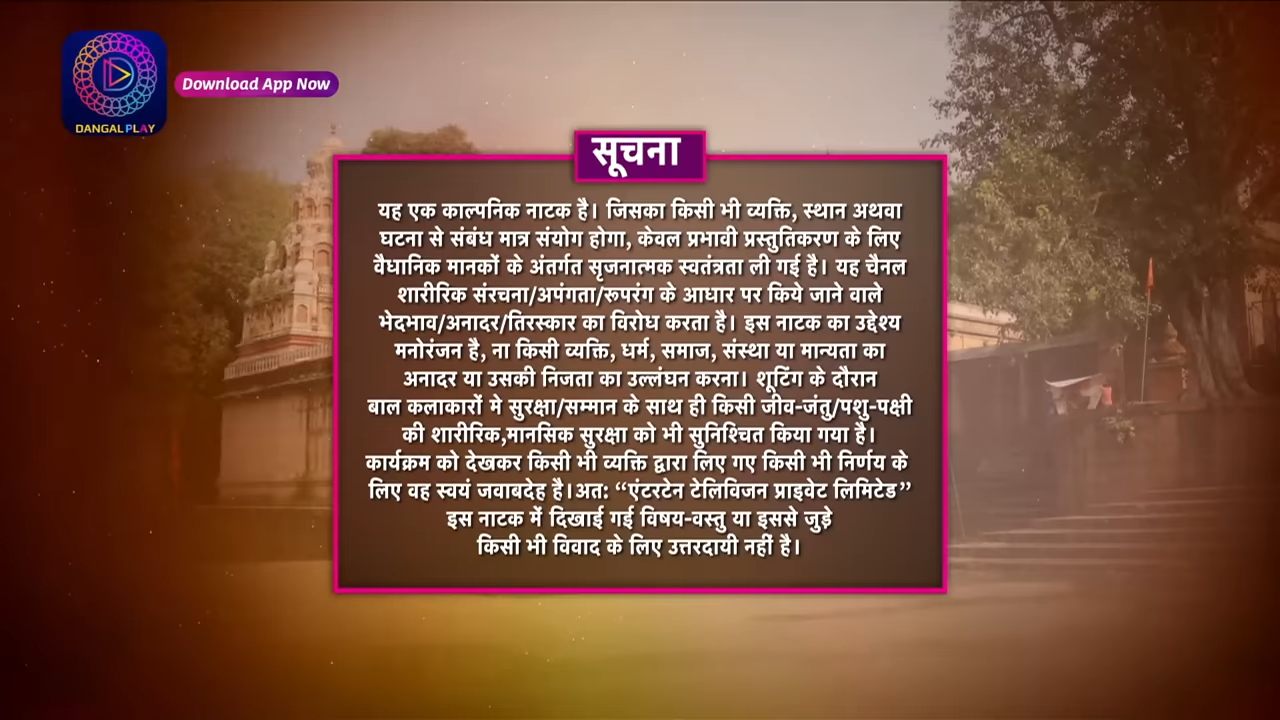 DANGAL PLAY
Download App Now
सूचना
यह एक काल्पनिक नाटक है। जिसका किसी भी व्यक्ति, स्थान अथवा
घटना से संबंध मात्र संयोग होगा, केवल प्रभावी प्रस्तुतिकरण के लिए
वैधानिक मानकों के अंतर्गत सृजनात्मक स्वतंत्रता ली गई है। यह चैनल
शारीरिक संरचना/अपंगता/रूपरंग के आधार पर किये जाने वाले
भेदभाव/अनादर/तिरस्कार का विरोध करता है। इस नाटक का उद्देश्य
मनोरंजन है, ना किसी व्यक्ति, धर्म, समाज, संस्था या मान्यता का
अनादर या उसकी निजता का उल्लंघन करना। शूटिंग के दौरान
बाल कलाकारों मे सुरक्षा/सम्मान के साथ ही किसी जीव-जंतु/पशु-पक्षी
की शारीरिक,मानसिक सुरक्षा को भी सुनिश्चित किया गया है।
कार्यक्रम को देखकर किसी भी व्यक्ति द्वारा लिए गए किसी भी निर्णय के
लिए वह स्वयं जवाबदेह है।अत: “एंटरटेन टेलिविजन प्राइवेट लिमिटेड”
इस नाटक में दिखाई गई विषय-वस्तु या इससे जुड़े
किसी भी विवाद के लिए उत्तरदायी नहीं है।